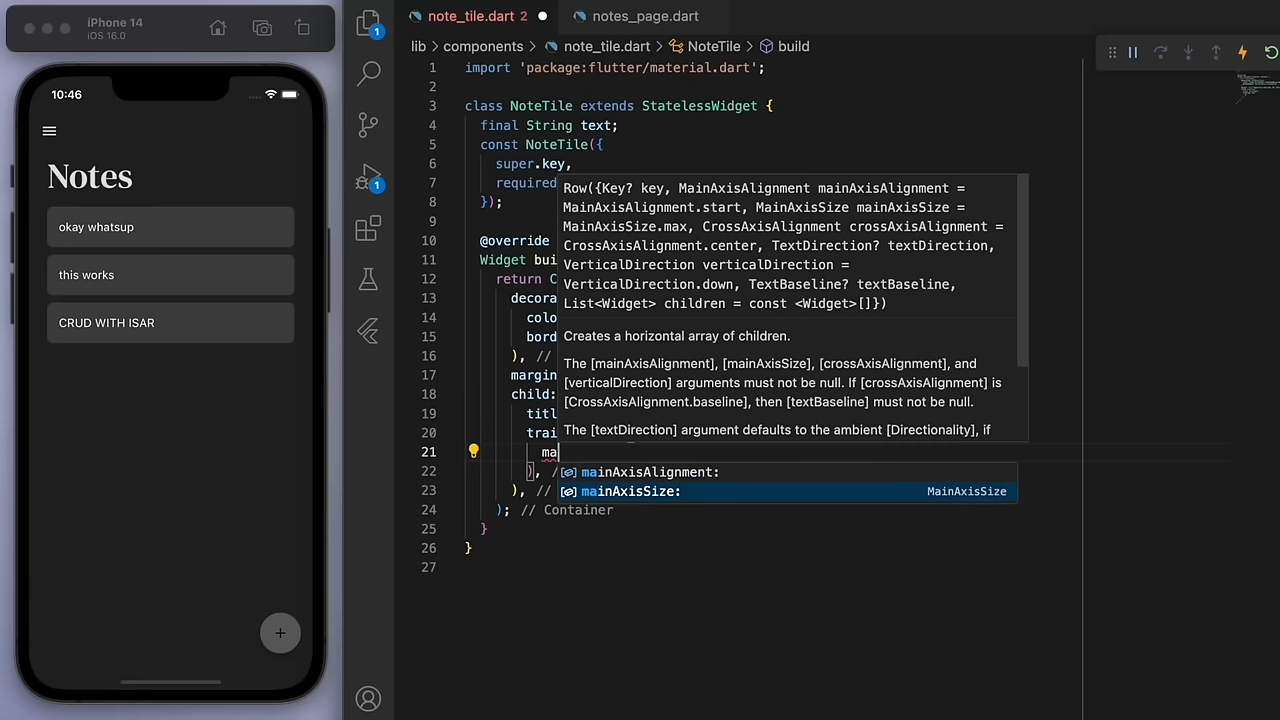 iPhone 14
iOS 16.0
10:46
Notes
okay whatsup
this works
CRUD WITH ISAR
+
1
1
note_tile.dart 2
notes_page.dart
lib > components > note_tile.dart > NoteTile > build
1 import 'package:flutter/material.dart';
2
3 class NoteTile extends StatelessWidget {
4 final String text;
5 const NoteTile({
6 super.key,
7 required
8 });
9
10 @override
11 Widget bui
12 return C
13 decora
14 colo
15 bord
16 ), //
17 margin
18 child:
19 titl
20 trai
21 ma
22 ), /
23 ), //
24 ); // Container
25 }
26 }
27
Row({Key? key, MainAxisAlignment mainAxisAlignment =
MainAxisAlignment.start, MainAxisSize mainAxisSize =
MainAxisSize.max, CrossAxisAlignment crossAxisAlignment =
CrossAxisAlignment.center, TextDirection? textDirection,
VerticalDirection verticalDirection =
VerticalDirection.down, TextBaseline? textBaseline,
List<Widget> children = const <Widget>[]})
Creates a horizontal array of children.
The [mainAxisAlignment], [mainAxisSize], [crossAxisAlignment], and
[verticalDirection] arguments must not be null. If [crossAxisAlignment] is
[CrossAxisAlignment.baseline], then [textBaseline] must not be null.
The [textDirection] argument defaults to the ambient [Directionality], if
mainAxisAlignment:
mainAxisSize: MainAxisSize